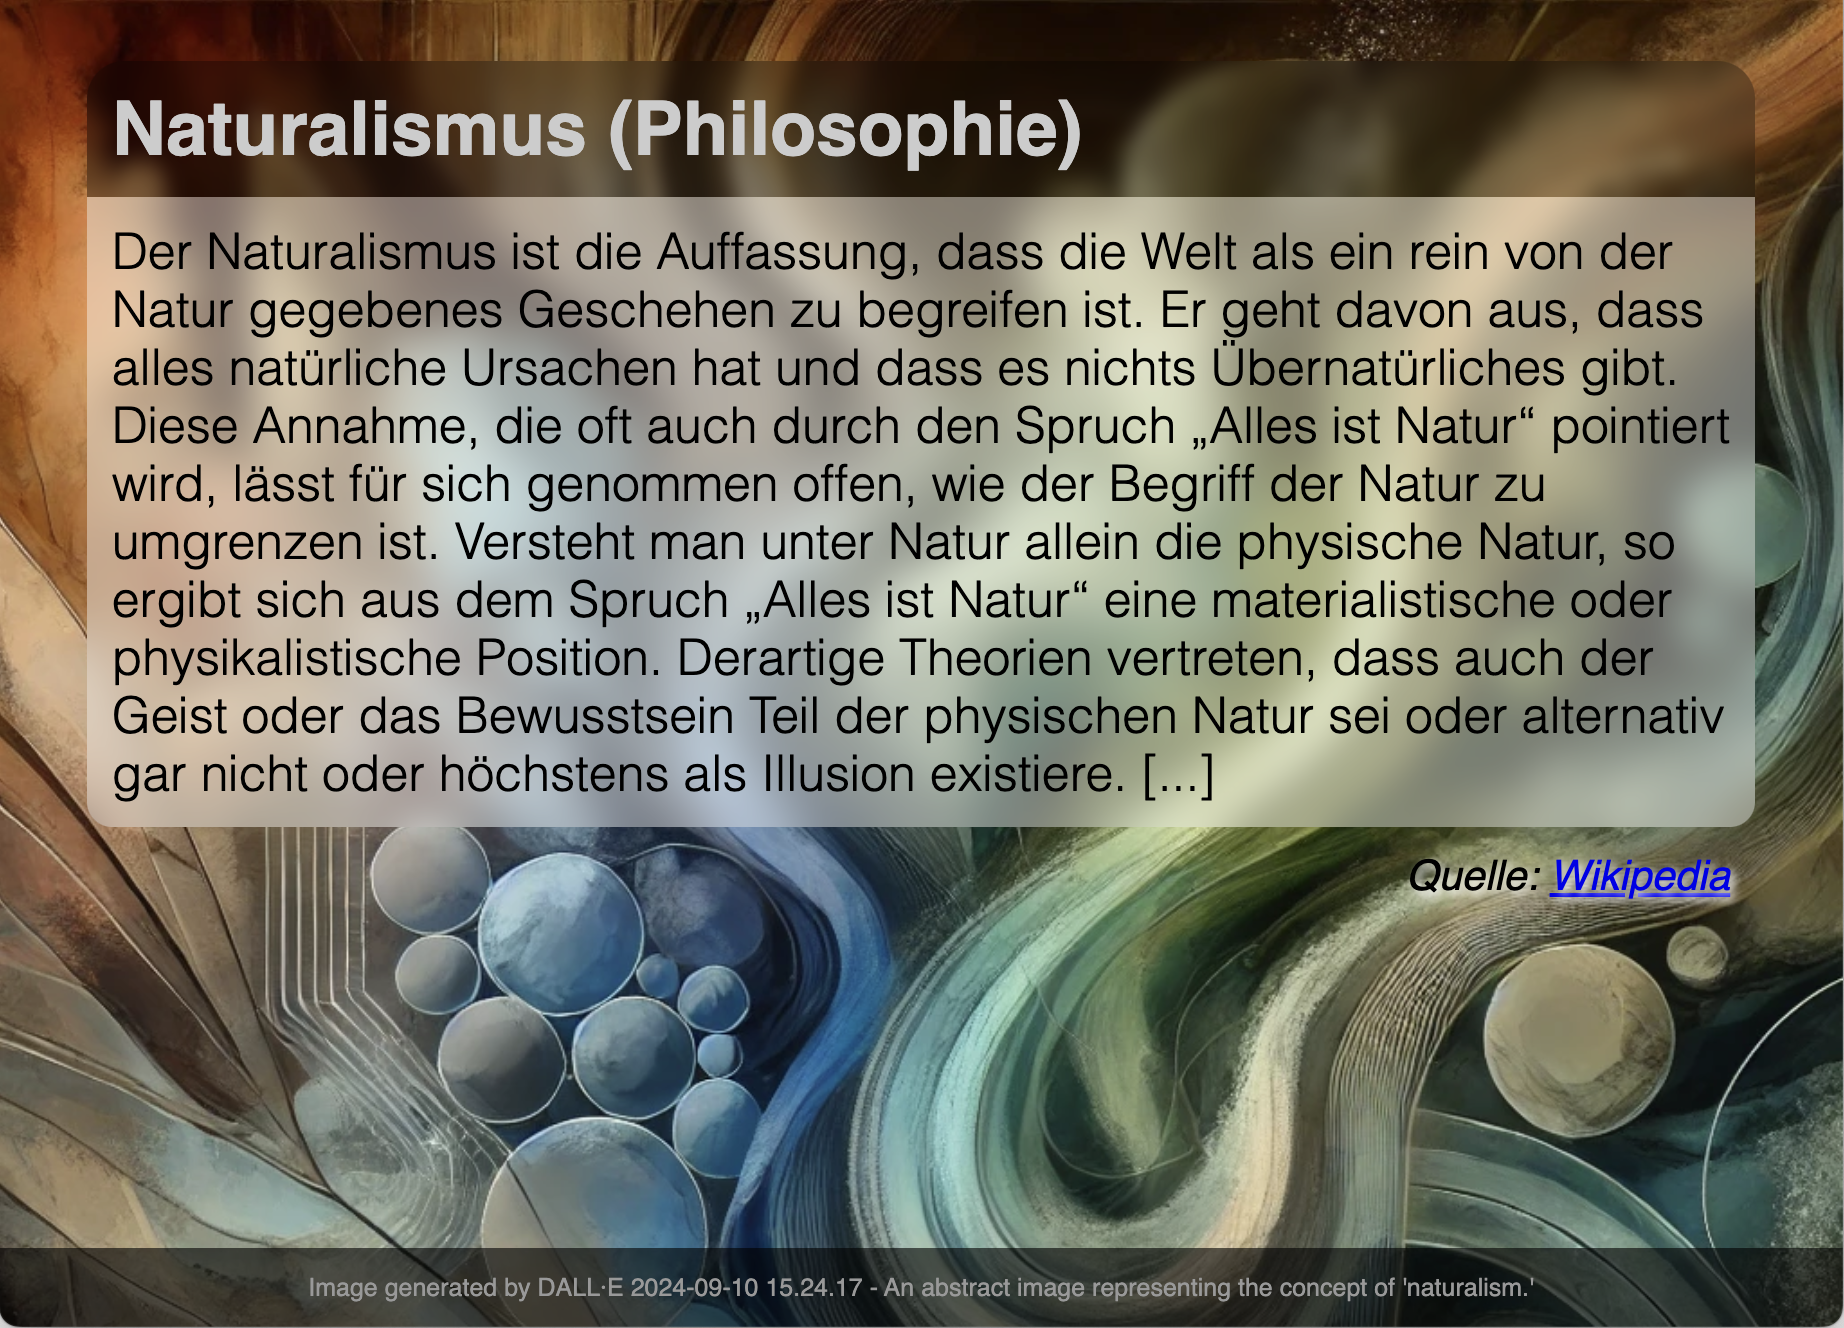 Naturalismus (Philosophie)
Der Naturalismus ist die Auffassung, dass die Welt als ein rein von der
Natur gegebenes Geschehen zu begreifen ist. Er geht davon aus, dass
alles natürliche Ursachen hat und dass es nichts Übernatürliches gibt.
Diese Annahme, die oft auch durch den Spruch „Alles ist Natur“ pointiert
wird, lässt für sich genommen offen, wie der Begriff der Natur zu
umgrenzen ist. Versteht man unter Natur allein die physische Natur, so
ergibt sich aus dem Spruch „Alles ist Natur“ eine materialistische oder
physikalistische Position. Derartige Theorien vertreten, dass auch der
Geist oder das Bewusstsein Teil der physischen Natur sei oder alternativ
gar nicht oder höchstens als Illusion existiere. [...]
Quelle: Wikipedia
Image generated by DALL·E 2024-09-10 15.24.17 - An abstract image representing the concept of 'naturalism.'